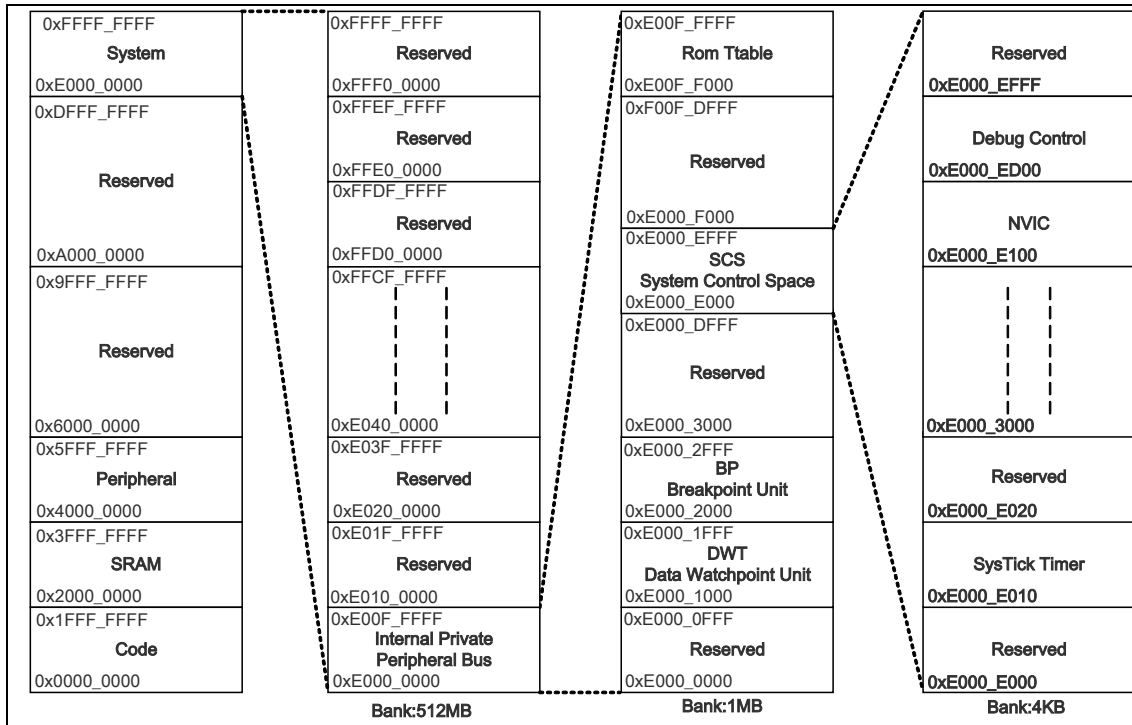 0xFFFF_FFFF
System
0xE000_0000
0xDFFF_FFFF
Reserved
0xA000_0000
0x9FFF_FFFF
Reserved
0x6000_0000
0x5FFF_FFFF
Peripheral
0x4000_0000
0x3FFF_FFFF
SRAM
0x2000_0000
0x1FFF_FFFF
Code
0x0000_0000
0xFFFF_FFFF
Reserved
0xFFF0_0000
0xFFEF_FFFF
Reserved
0xFFE0_0000
0xFFDF_FFFF
Reserved
0xFFD0_0000
0xFFCF_FFFF
0xE040_0000
0xE03F_FFFF
Reserved
0xE020_0000
0xE01F_FFFF
Reserved
0xE010_0000
0xE00F_FFFF
Internal Private
Peripheral Bus
0xE000_0000
Bank:512MB
0xE00F_FFFF
Rom Ttable
0xE00F_F000
0xF00F_DFFF
Reserved
0xE000_F000
0xE000_EFFF
SCS
System Control Space
0xE000_E000
0xE000_DFFF
Reserved
0xE000_3000
0xE000_2FFF
BP
Breakpoint Unit
0xE000_2000
0xE000_1FFF
DWT
Data Watchpoint Unit
0xE000_1000
0xE000_0FFF
Reserved
0xE000_0000
Bank:1MB
Reserved
0xE000_EFFF
Debug Control
0xE000_ED00
NVIC
0xE000_E100
0xE000_3000
Reserved
0xE000_E020
SysTick Timer
0xE000_E010
Reserved
0xE000_E000
Bank:4KB